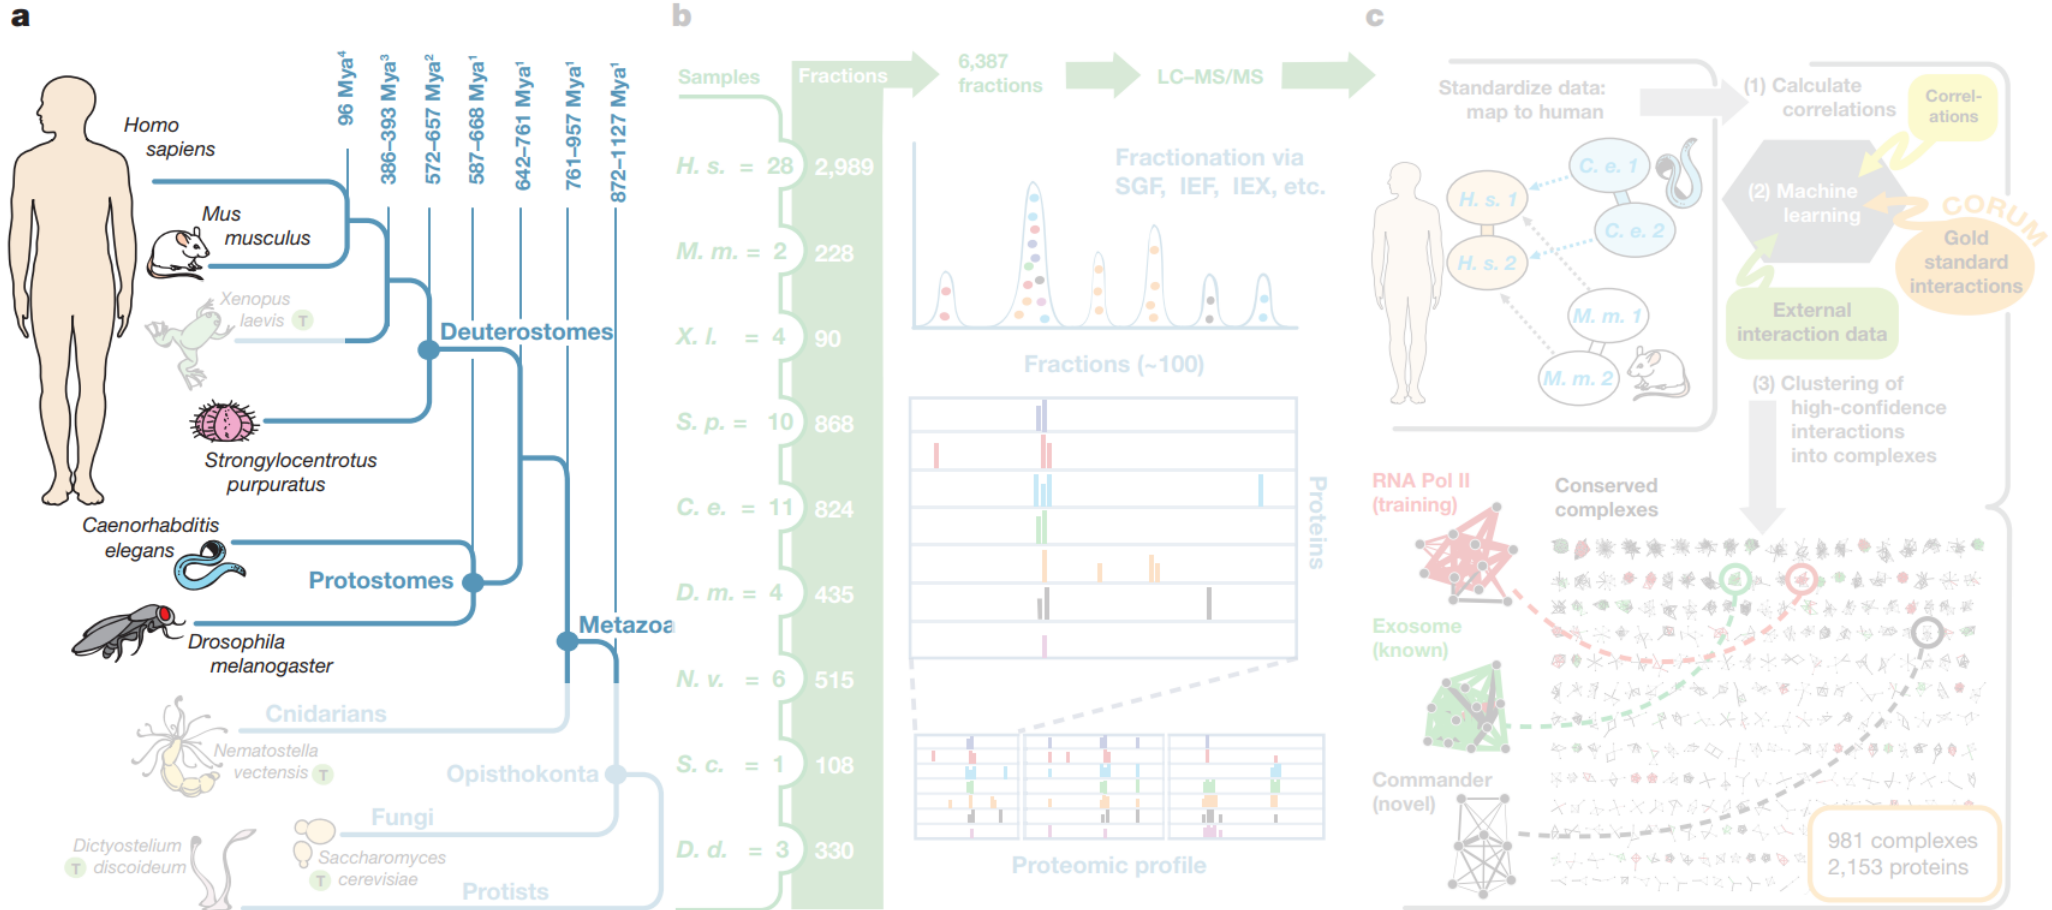 a
96 Mya4
386–393 Mya3
572–657 Mya2
587–668 Mya1
642–761 Mya1
761–957 Mya1
872–1127 Mya1
Homo
sapiens
Mus
musculus
Xenopus
laevis T
Deuterostomes
Strongylocentrotus
purpuratus
Caenorhabditis
elegans
Protostomes
Drosophila
melanogaster
Metazoa
Cnidarians
Nematostella
vectensis T
Opisthokonta
Fungi
Saccharomyces
T cerevisiae
Dictyostelium
T discoideum
Protists
b
Samples
Fractions
6,387
fractions
LC–MS/MS
H. s. = 28 2,989
M. m. = 2 228
X. l. = 4 90
S. p. = 10 868
C. e. = 11 824
D. m. = 4 435
N. v. = 6 515
S. c. = 1 108
D. d. = 3 330
Fractionation via
SGF, IEF, IEX, etc.
Fractions (~100)
Proteins
Proteomic profile
c
Standardize data:
map to human
C. e. 1
H. s. 1
C. e. 2
H. s. 2
M. m. 1
M. m. 2
(1) Calculate
correlations
Correl-
ations
(2) Machine
learning
CORUM
Gold
standard
interactions
External
interaction data
(3) Clustering of
high-confidence
interactions
into complexes
RNA Pol II
(training)
Conserved
complexes
Exosome
(known)
Commander
(novel)
981 complexes
2,153 proteins